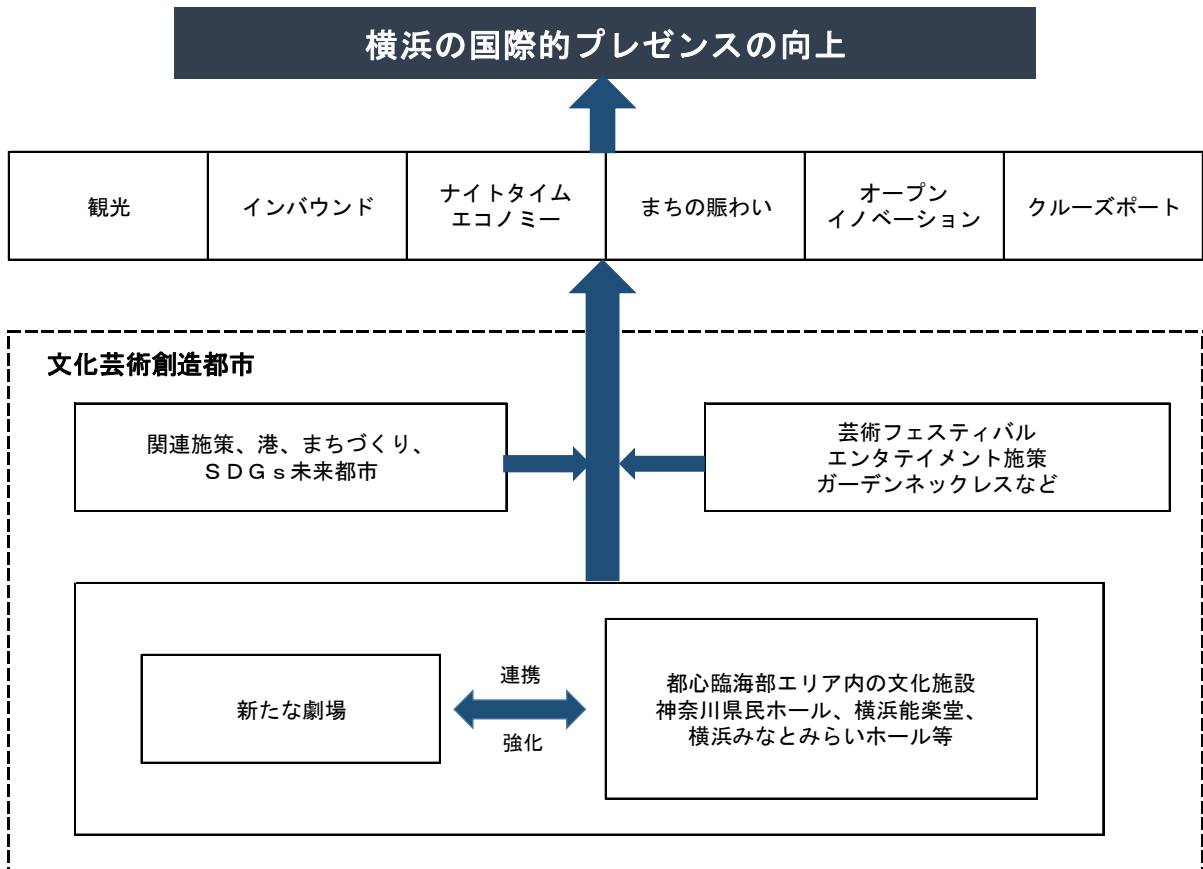 横浜の国際的プレゼンスの向上
観光
インバウンド
ナイトタイム
エコノミー
まちの賑わい
オープン
イノベーション
クルーズポート
文化芸術創造都市
関連施策、港、まちづくり、
ＳＤＧｓ未来都市
芸術フェスティバル
エンタテイメント施策
ガーデンネックレスなど
新たな劇場
連携
強化
都心臨海部エリア内の文化施設
神奈川県民ホール、横浜能楽堂、
横浜みなとみらいホール等